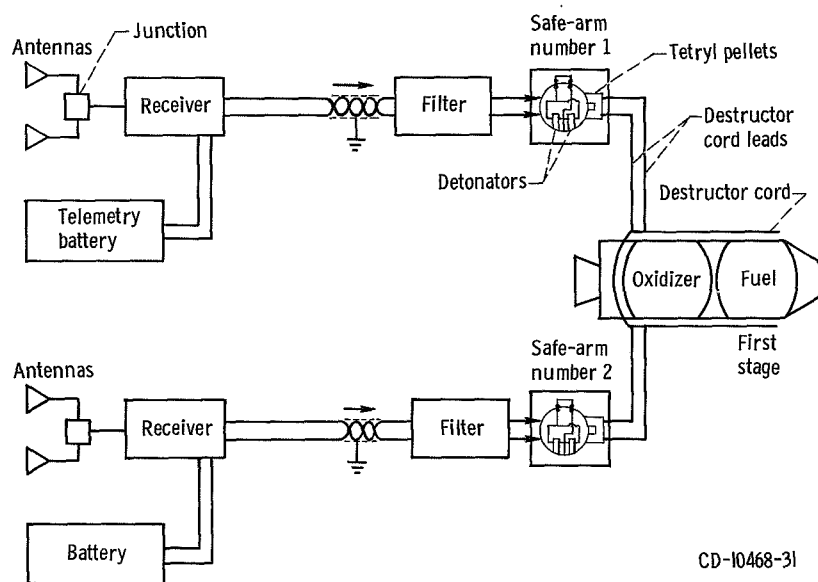 Antennas
Junction
Receiver
Telemetry
battery
Filter
Safe-arm
number 1
Tetryl pellets
Detonators
Destructor
cord leads
Destructor cord
Oxidizer
Fuel
First
stage
Antennas
Receiver
Battery
Filter
Safe-arm
number 2
CD-10468-31